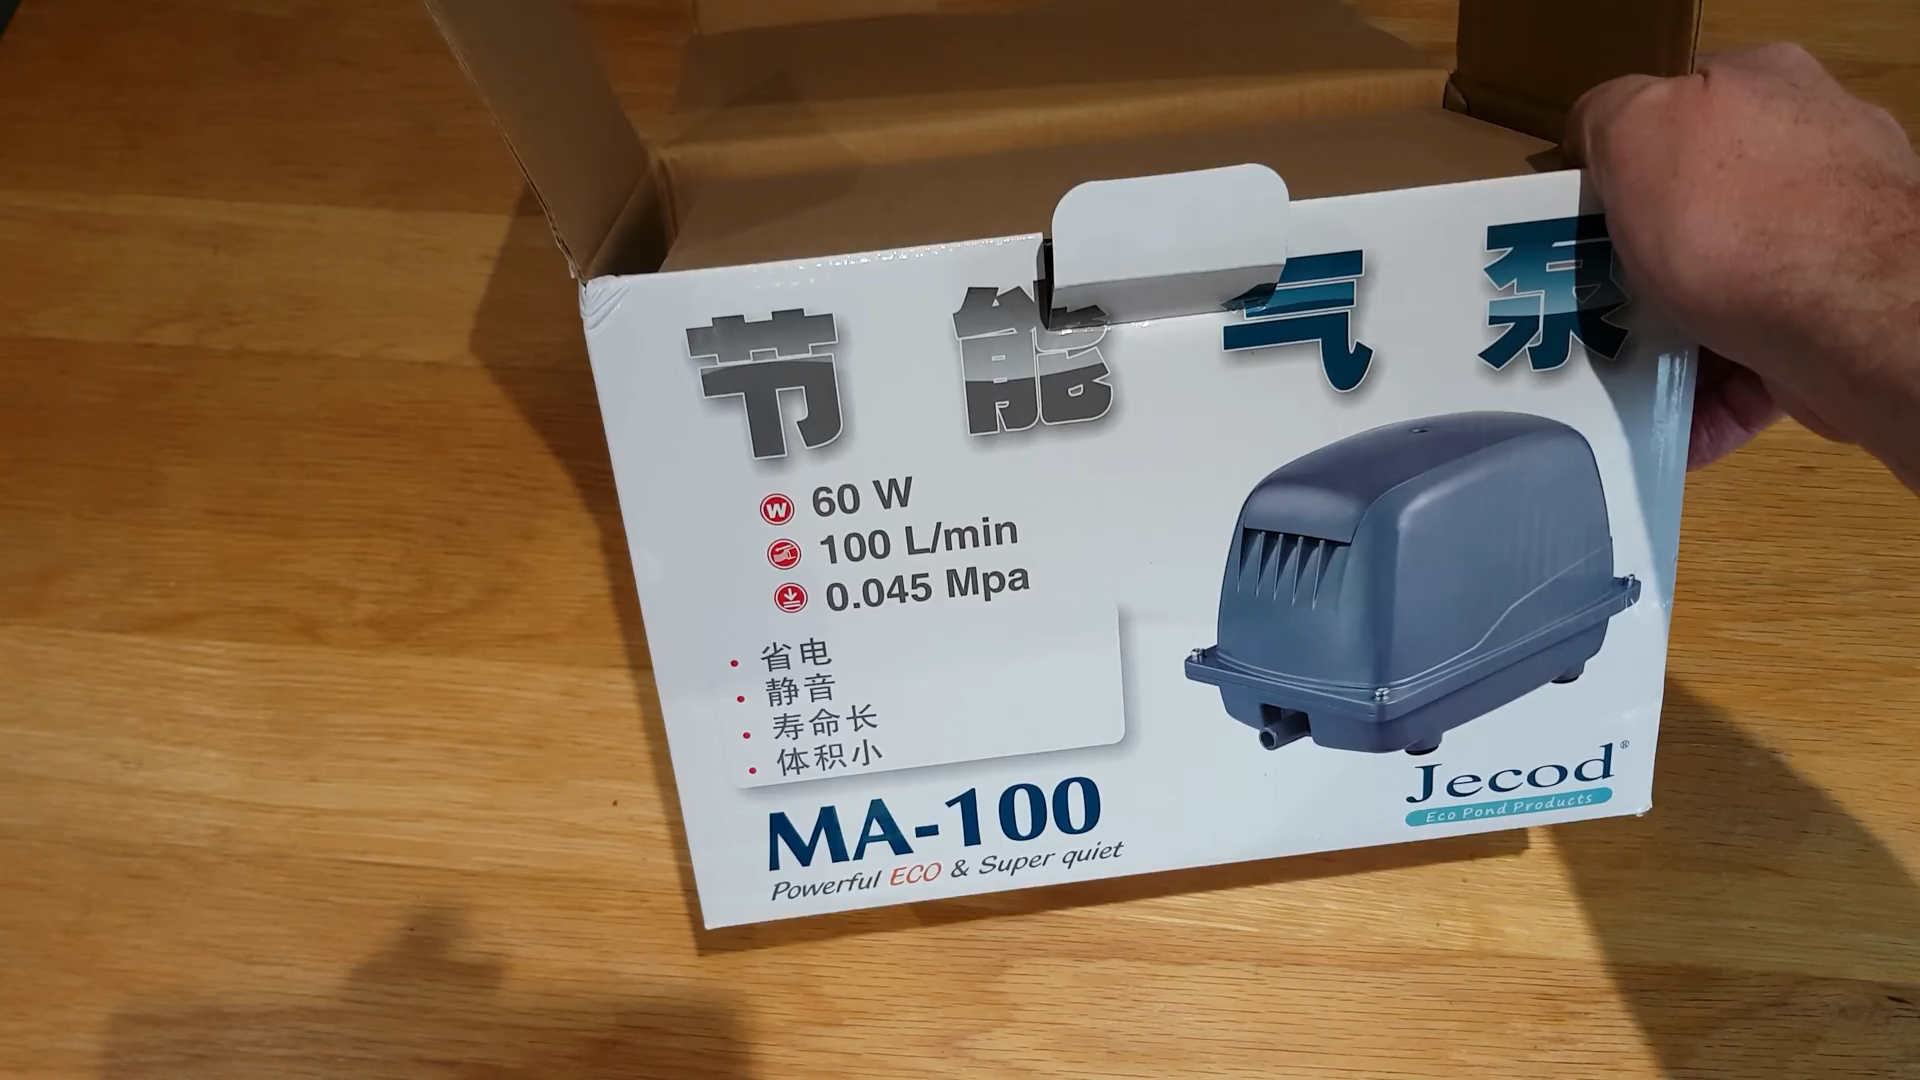 节能气泵
W 60 W
100 L/min
0.045 Mpa
• 省电
• 静音
• 寿命长
• 体积小
MA-100
Powerful ECO & Super quiet
Jecod®
Eco Pond Products